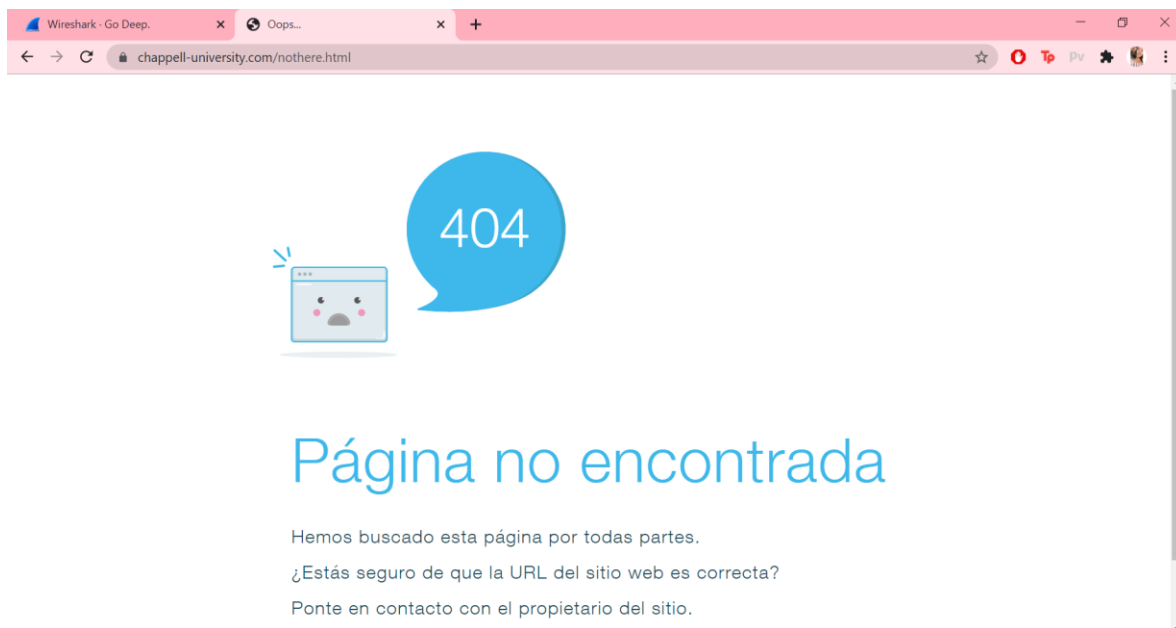 Wireshark · Go Deep.
Oops...
chappell-university.com/nothere.html
Tp
Pv
404
Página no encontrada
Hemos buscado esta página por todas partes.
¿Estás seguro de que la URL del sitio web es correcta?
Ponte en contacto con el propietario del sitio.